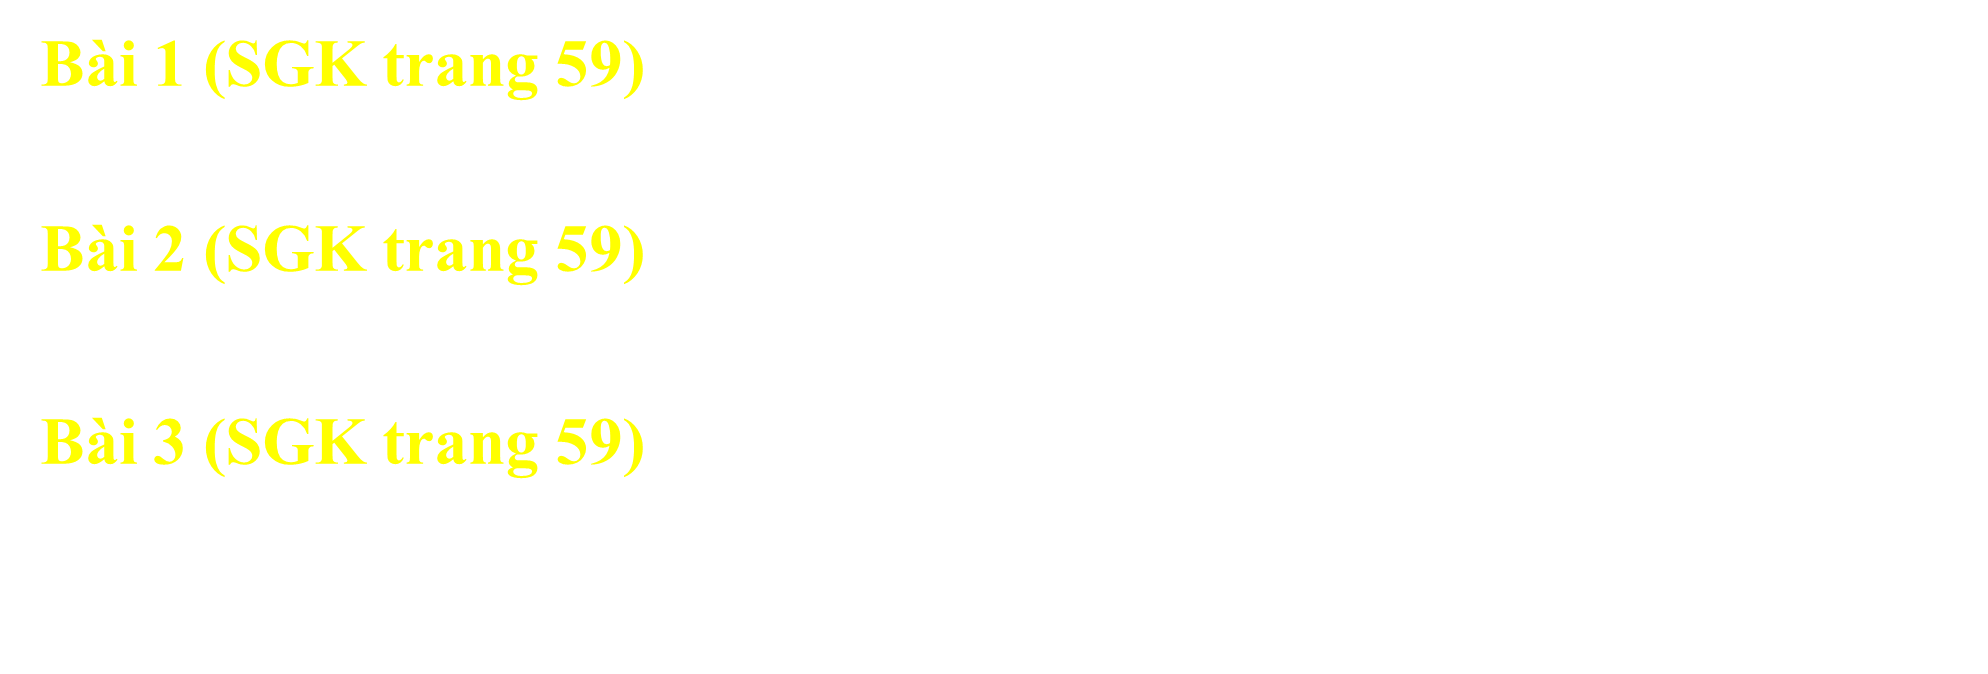 Bài 1 (SGK trang 59)
Bài 2 (SGK trang 59)
Bài 3 (SGK trang 59)